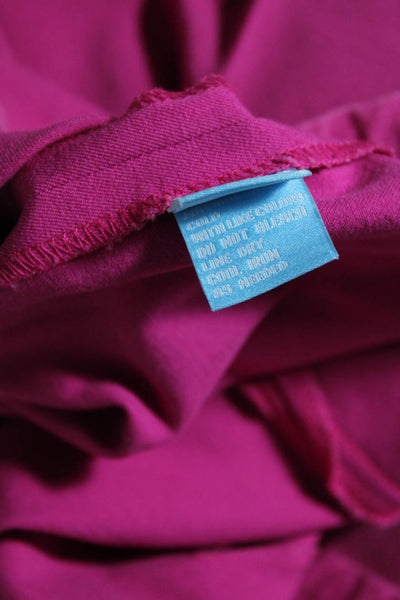 COLD
WITH LIKE COLORS
DO NOT BLEACH
LINE DRY
COOL IRON
AS NEEDED